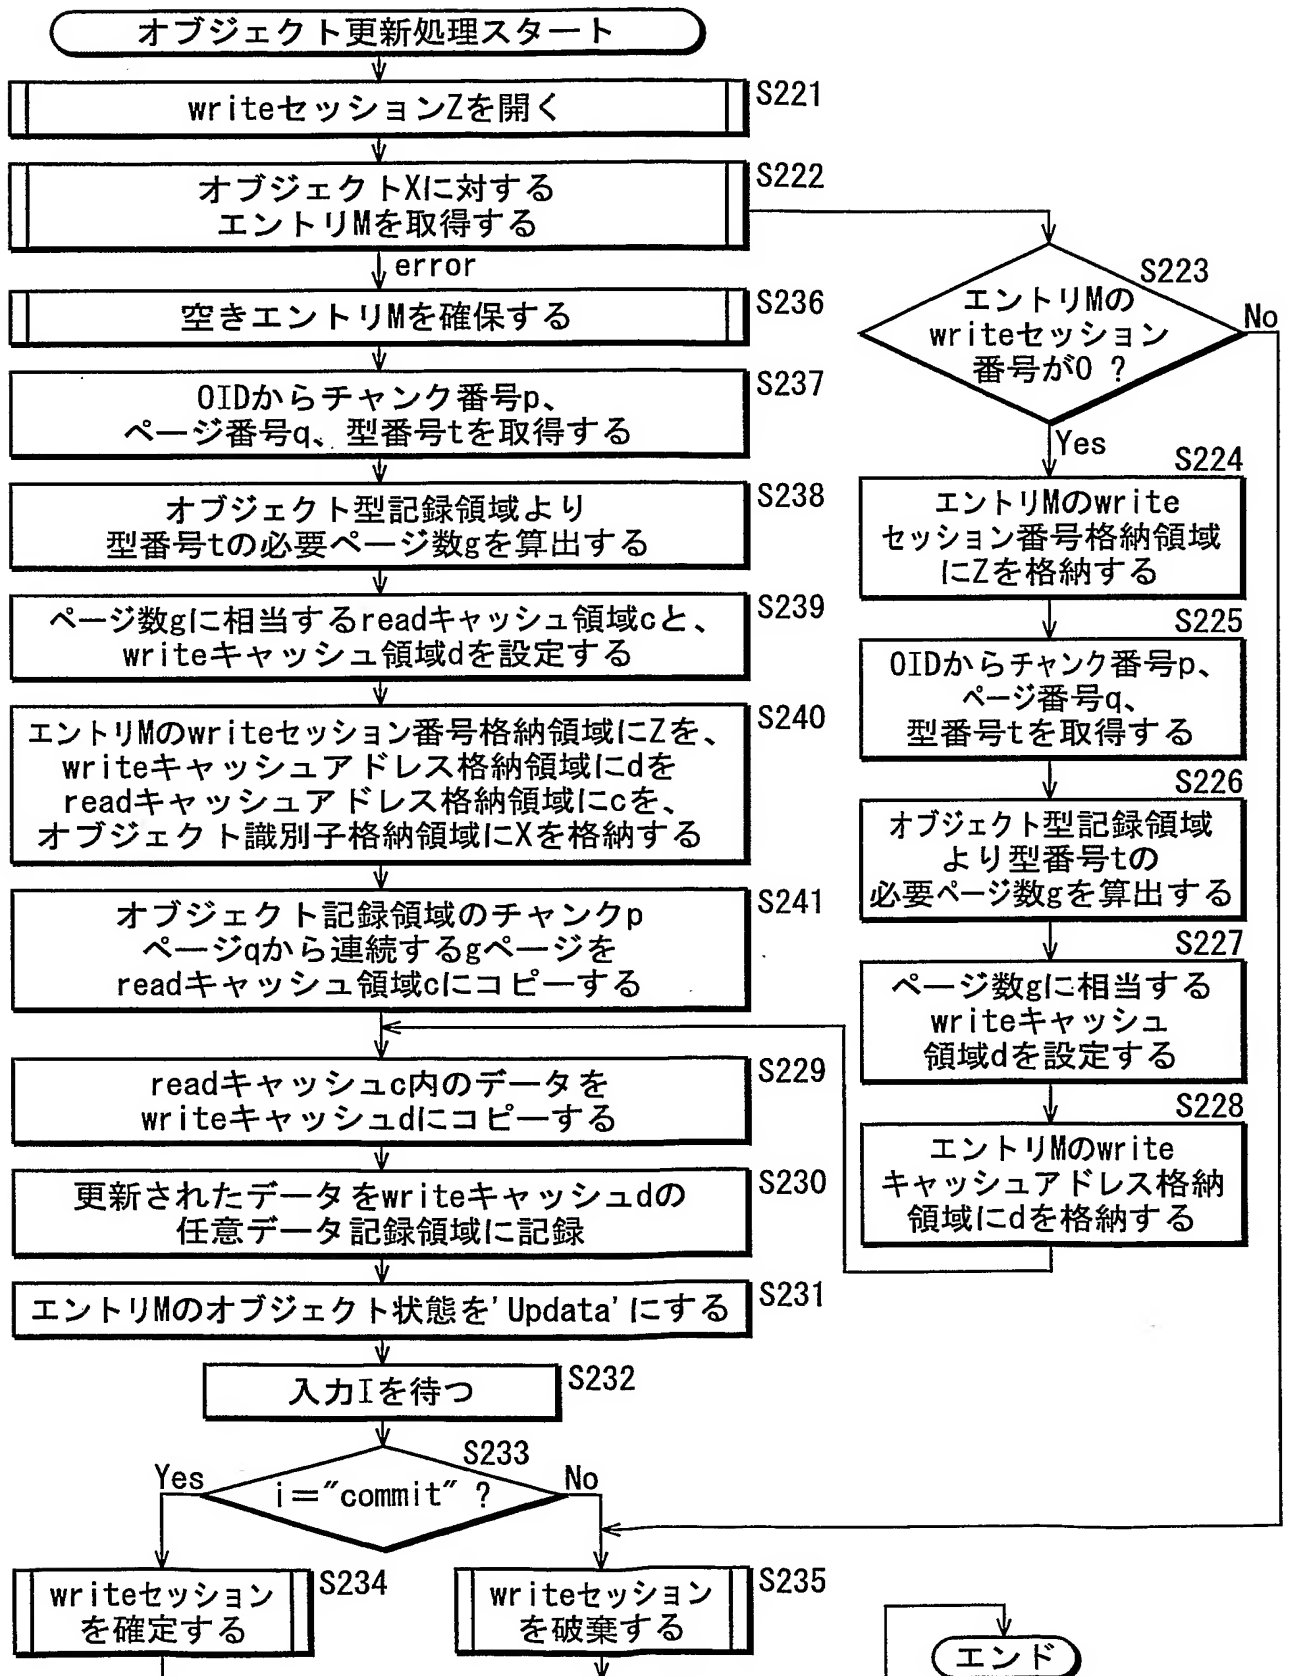 オブジェクト更新処理スタート
writeセッションZを開く
S221
オブジェクトXに対する
エントリMを取得する
S222
error
空きエントリMを確保する
S236
OIDからチャンク番号p、
ページ番号q、型番号tを取得する
S237
オブジェクト型記録領域より
型番号tの必要ページ数gを算出する
S238
ページ数gに相当するreadキャッシュ領域cと、
writeキャッシュ領域dを設定する
S239
エントリMのwriteセッション番号格納領域にZを、
writeキャッシュアドレス格納領域にdを
readキャッシュアドレス格納領域にcを、
オブジェクト識別子格納領域にXを格納する
S240
オブジェクト記録領域のチャンクp
ページqから連続するgページを
readキャッシュ領域cにコピーする
S241
S223
エントリMの
writeセッション
番号が0 ?
No
Yes
S224
エントリMのwrite
セッション番号格納領域
にZを格納する
S225
OIDからチャンク番号p、
ページ番号q、
型番号tを取得する
S226
オブジェクト型記録領域
より型番号tの
必要ページ数gを算出する
S227
ページ数gに相当する
writeキャッシュ
領域dを設定する
S228
エントリMのwrite
キャッシュアドレス格納
領域にdを格納する
readキャッシュc内のデータを
writeキャッシュdにコピーする
S229
更新されたデータをwriteキャッシュdの
任意データ記録領域に記録
S230
エントリMのオブジェクト状態を'Updata'にする
S231
入力Iを待つ
S232
S233
Yes
i="commit" ?
No
writeセッション
を確定する
S234
writeセッション
を破棄する
S235
エンド